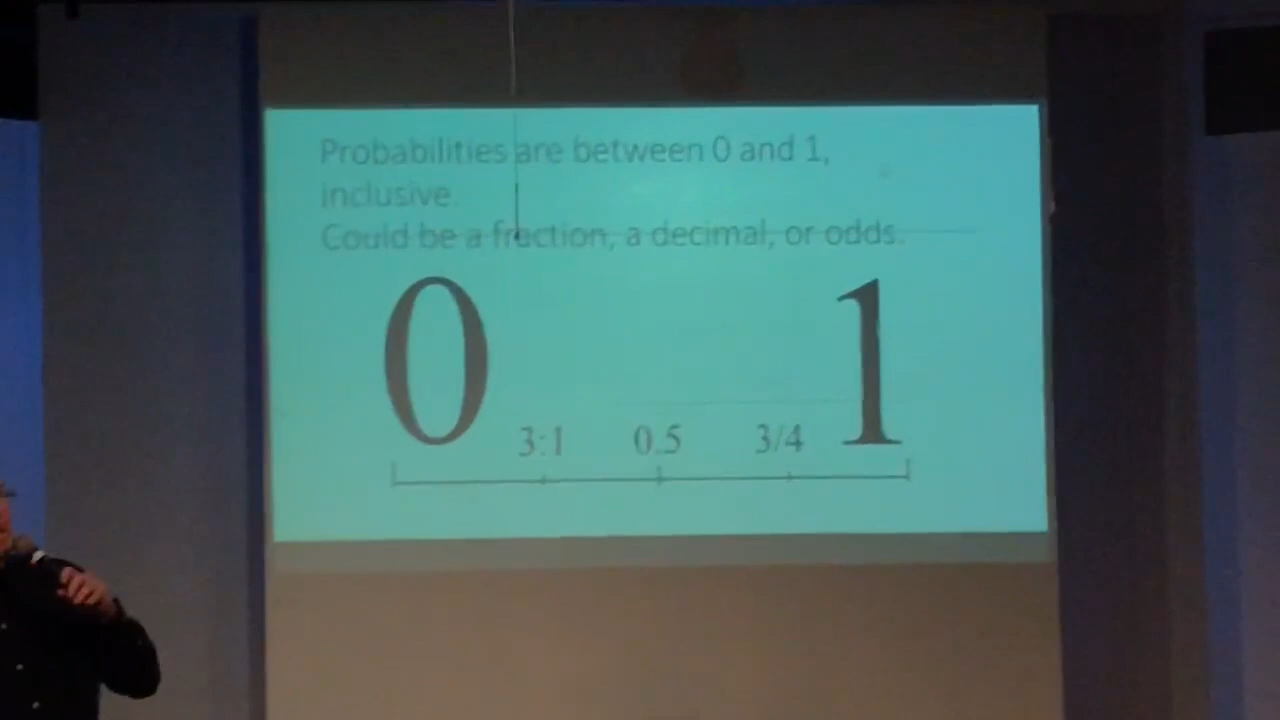 Probabilities are between 0 and 1,
inclusive.
Could be a fraction, a decimal, or odds.
0 1
3:1 0.5 3/4